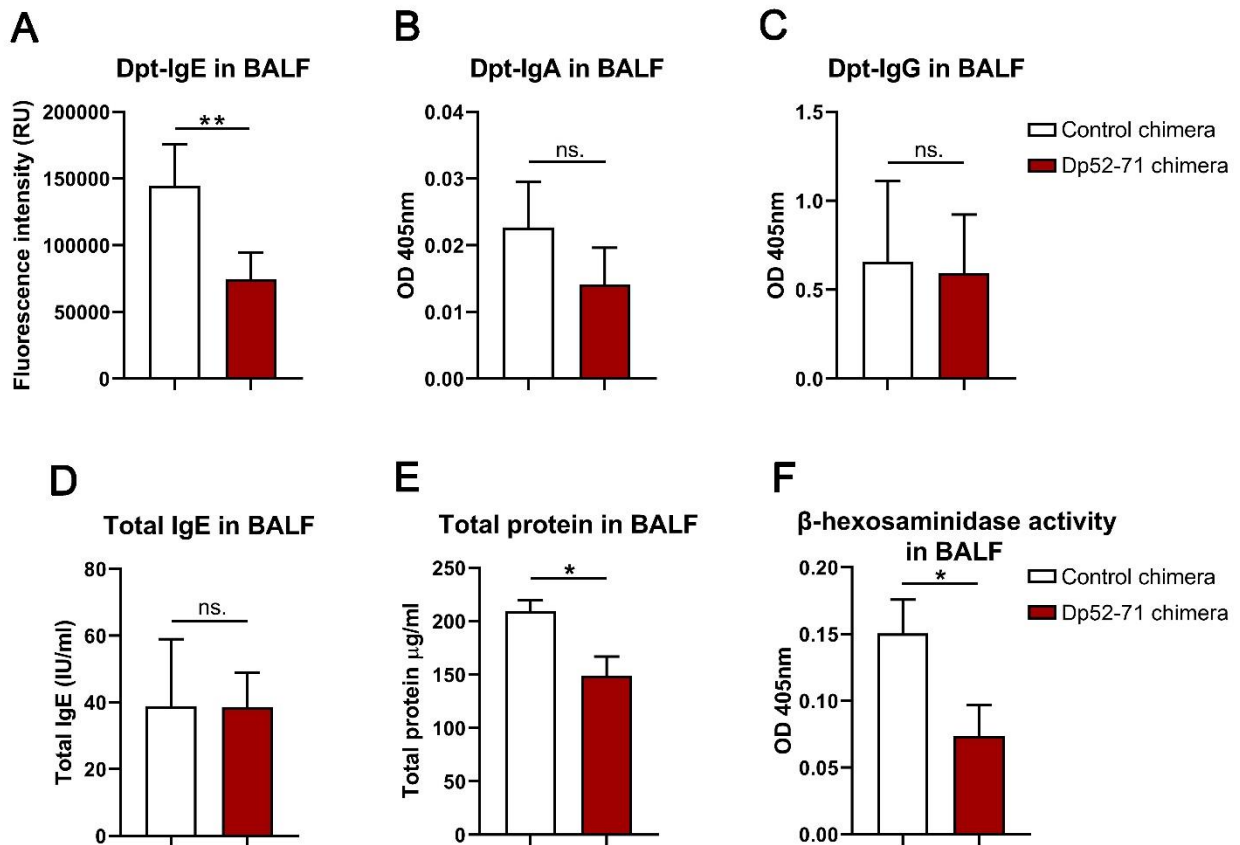 A
Dpt-IgE in BALF
Fluorescence intensity (RU)
200000
150000
100000
50000
0
**
B
Dpt-IgA in BALF
OD 405nm
0.04
0.03
0.02
0.01
0.00
ns.
C
Dpt-IgG in BALF
OD 405nm
1.5
1.0
0.5
0.0
ns.
Control chimera
Dp52-71 chimera
D
Total IgE in BALF
Total IgE (IU/ml)
80
60
40
20
0
ns.
E
Total protein in BALF
Total protein μg/ml
250
200
150
100
50
0
*
F
β-hexosaminidase activity
in BALF
OD 405nm
0.20
0.15
0.10
0.05
0.00
*
Control chimera
Dp52-71 chimera